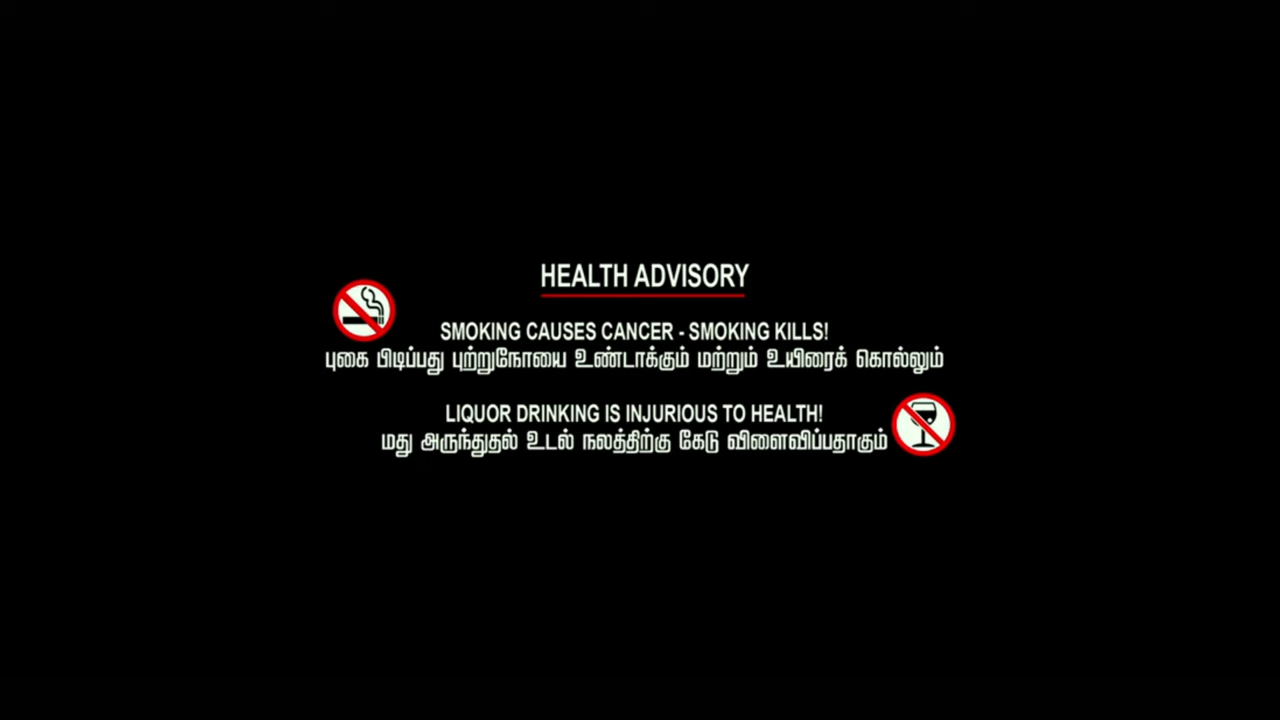 HEALTH ADVISORY
SMOKING CAUSES CANCER - SMOKING KILLS!
புகை பிடிப்பது புற்றுநோயை உண்டாக்கும் மற்றும் உயிரைக் கொல்லும்
LIQUOR DRINKING IS INJURIOUS TO HEALTH!
மது அருந்துதல் உடல் நலத்திற்கு கேடு விளைவிப்பதாகும்